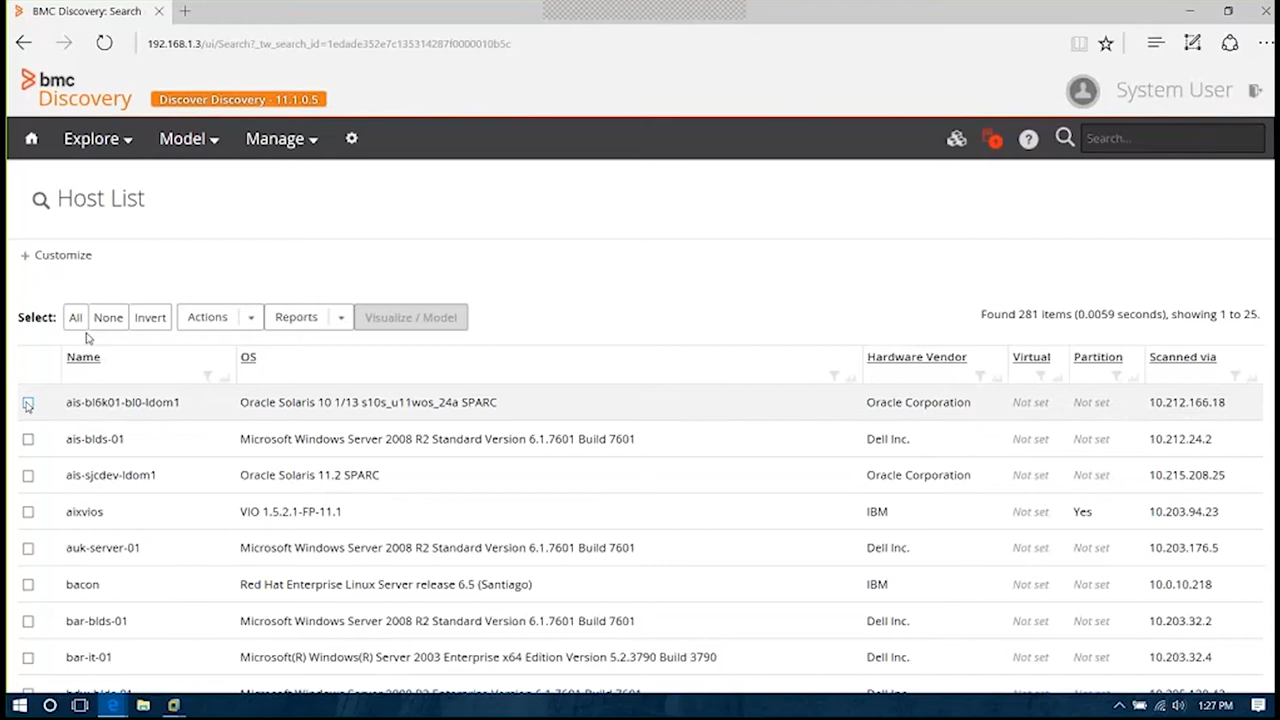 BMC Discovery: Search
192.168.1.3/ui/Search?_tw_search_id=1edade352e7c135314287f0000010b5c
bmc
Discovery
Discover Discovery - 11.1.0.5
System User
Explore
Model
Manage
Search...
Host List
+ Customize
Select: All None Invert Actions Reports Visualize / Model
Found 281 items (0.0059 seconds), showing 1 to 25.
Name OS Hardware Vendor Virtual Partition Scanned via
ais-bl6k01-bl0-ldom1 Oracle Solaris 10 1/13 s10s_u11wos_24a SPARC Oracle Corporation Not set Not set 10.212.166.18
ais-blds-01 Microsoft Windows Server 2008 R2 Standard Version 6.1.7601 Build 7601 Dell Inc. Not set Not set 10.212.24.2
ais-sjcdev-ldom1 Oracle Solaris 11.2 SPARC Oracle Corporation Not set Not set 10.215.208.25
aixvios VIO 1.5.2.1-FP-11.1 IBM Not set Yes 10.203.94.23
auk-server-01 Microsoft Windows Server 2008 R2 Standard Version 6.1.7601 Build 7601 Dell Inc. Not set Not set 10.203.176.5
bacon Red Hat Enterprise Linux Server release 6.5 (Santiago) IBM Not set Not set 10.0.10.218
bar-blds-01 Microsoft Windows Server 2008 R2 Standard Version 6.1.7601 Build 7601 Dell Inc. Not set Not set 10.203.32.2
bar-it-01 Microsoft(R) Windows(R) Server 2003 Enterprise x64 Edition Version 5.2.3790 Build 3790 Dell Inc. Not set Not set 10.203.32.4
1:27 PM